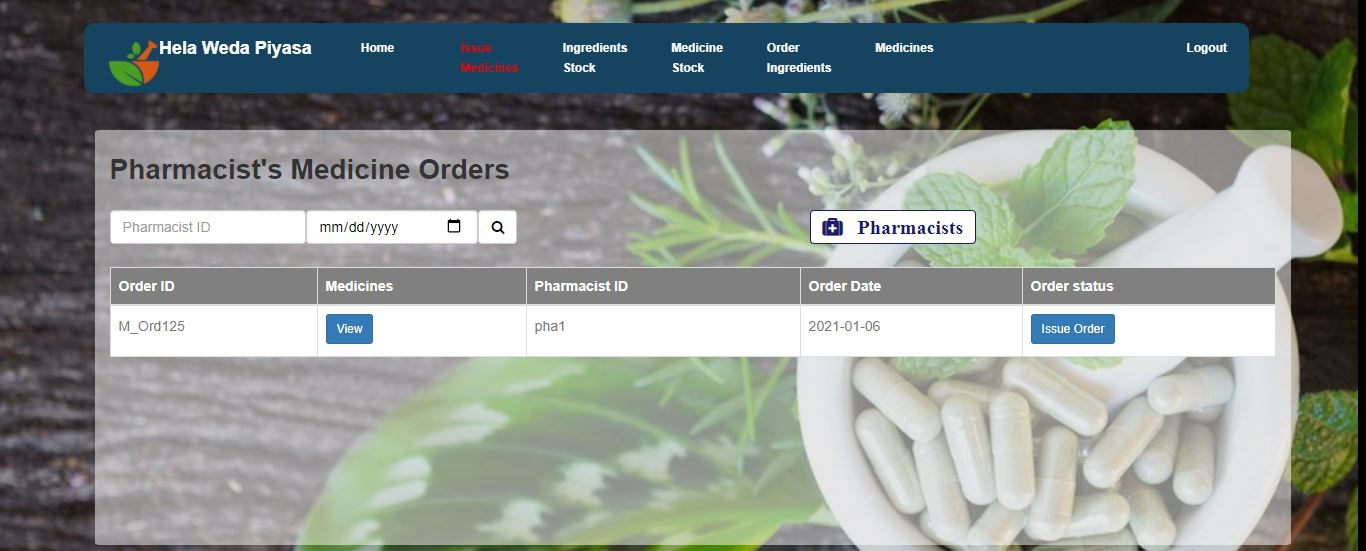 Hela Weda Piyasa
Home
Issue
Medicines
Ingredients
Stock
Medicine
Stock
Order
Ingredients
Medicines
Logout
Pharmacist's Medicine Orders
Pharmacist ID
mm/dd/yyyy
Pharmacists
Order ID Medicines Pharmacist ID Order Date Order status
M_Ord125 View pha1 2021-01-06 Issue Order